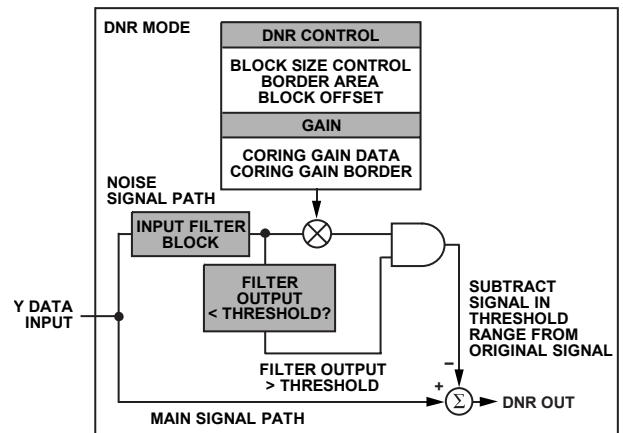 DNR MODE
DNR CONTROL
BLOCK SIZE CONTROL
BORDER AREA
BLOCK OFFSET
GAIN
CORING GAIN DATA
CORING GAIN BORDER
NOISE
SIGNAL PATH
INPUT FILTER
BLOCK
FILTER
OUTPUT
< THRESHOLD?
Y DATA
INPUT
SUBTRACT
SIGNAL IN
THRESHOLD
RANGE FROM
ORIGINAL SIGNAL
FILTER OUTPUT
> THRESHOLD
–
+
Σ
DNR OUT
MAIN SIGNAL PATH